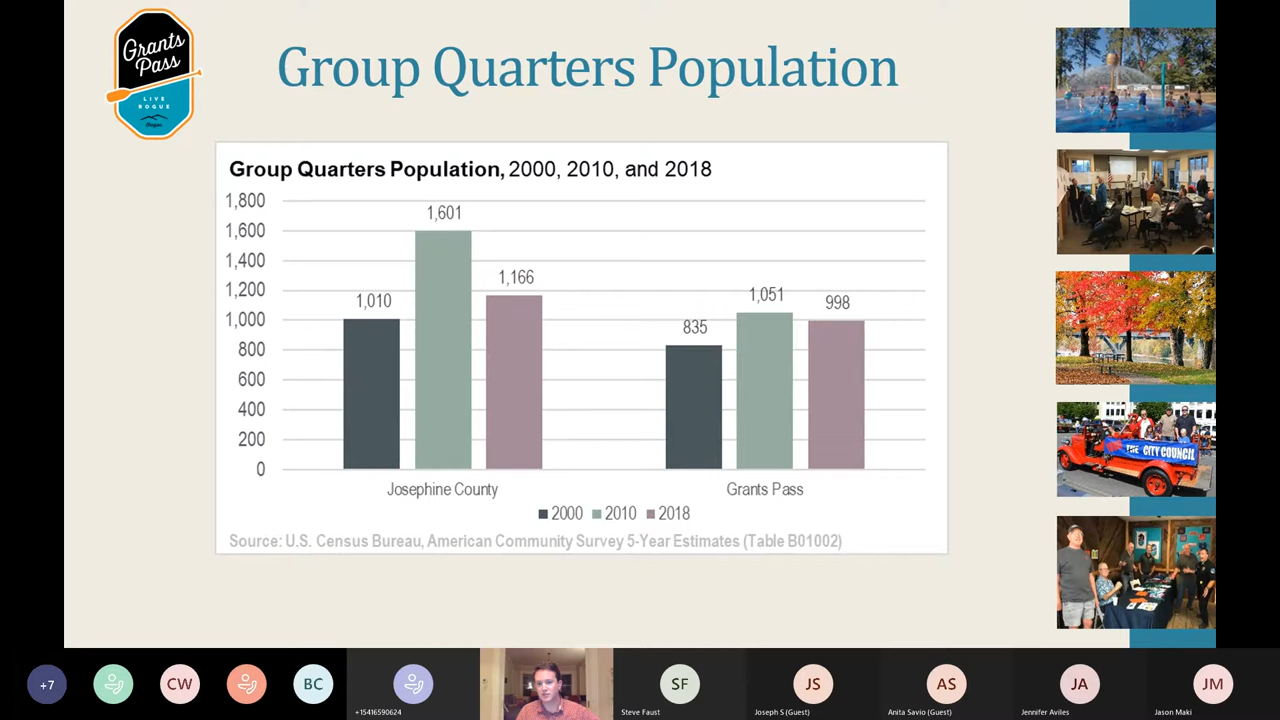 Grants
Pass
LIVE
ROGUE
Oregon
Group Quarters Population
Group Quarters Population, 2000, 2010, and 2018
1,800
1,600
1,400
1,200
1,000
800
600
400
200
0
1,010
1,601
1,166
835
1,051
998
Josephine County
Grants Pass
2000 2010 2018
Source: U.S. Census Bureau, American Community Survey 5-Year Estimates (Table B01002)
THE CITY COUNCIL
+7
CW
BC
+15416590624
SF
Steve Faust
JS
Joseph S (Guest)
AS
Anita Savio (Guest)
JA
Jennifer Aviles
JM
Jason Maki